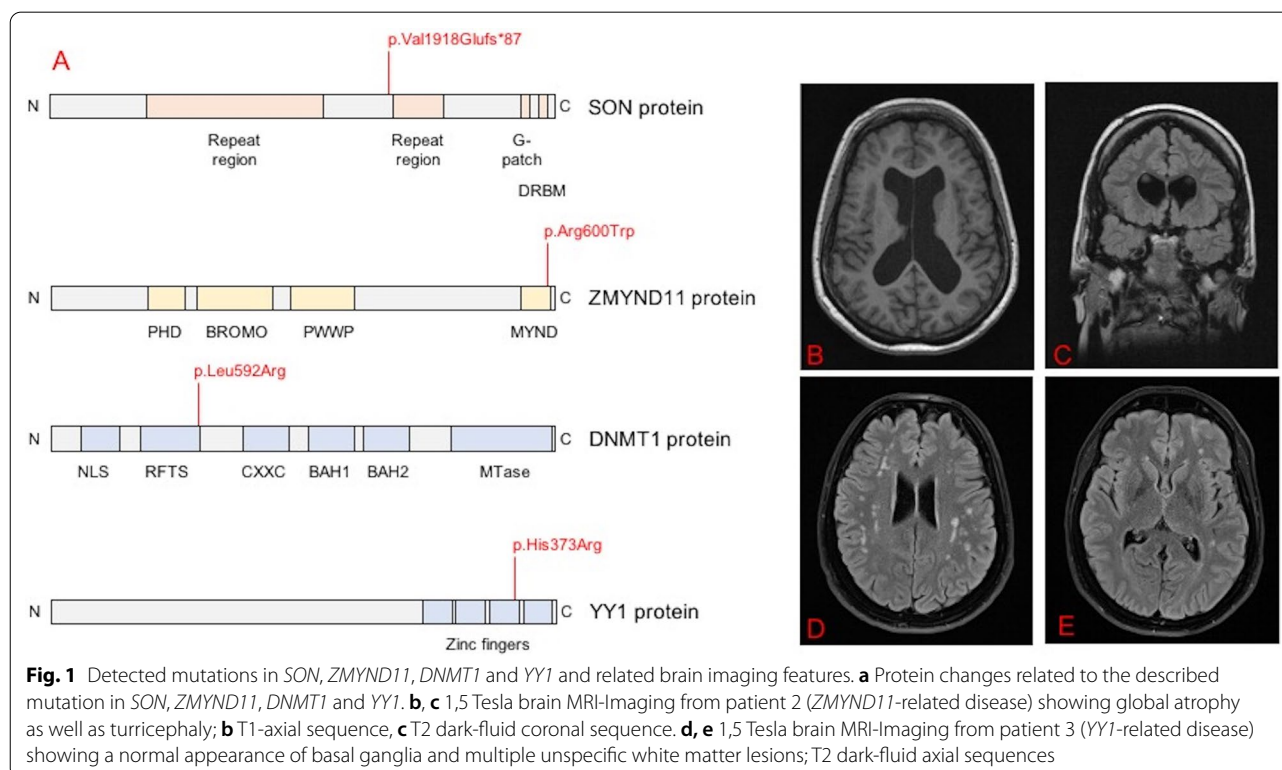 A
p.Val1918Glufs*87
N
C
SON protein
Repeat
region
Repeat
region
G-
patch
DRBM
p.Arg600Trp
N
C
ZMYND11 protein
PHD
BROMO
PWWP
MYND
p.Leu592Arg
N
C
DNMT1 protein
NLS
RFTS
CXXC
BAH1
BAH2
MTase
p.His373Arg
N
C
YY1 protein
Zinc fingers
B
C
D
E
Fig. 1 Detected mutations in SON, ZMYND11, DNMT1 and YY1 and related brain imaging features. a Protein changes related to the described
mutation in SON, ZMYND11, DNMT1 and YY1. b, c 1,5 Tesla brain MRI-Imaging from patient 2 (ZMYND11-related disease) showing global atrophy
as well as turricephaly; b T1-axial sequence, c T2 dark-fluid coronal sequence. d, e 1,5 Tesla brain MRI-Imaging from patient 3 (YY1-related disease)
showing a normal appearance of basal ganglia and multiple unspecific white matter lesions; T2 dark-fluid axial sequences